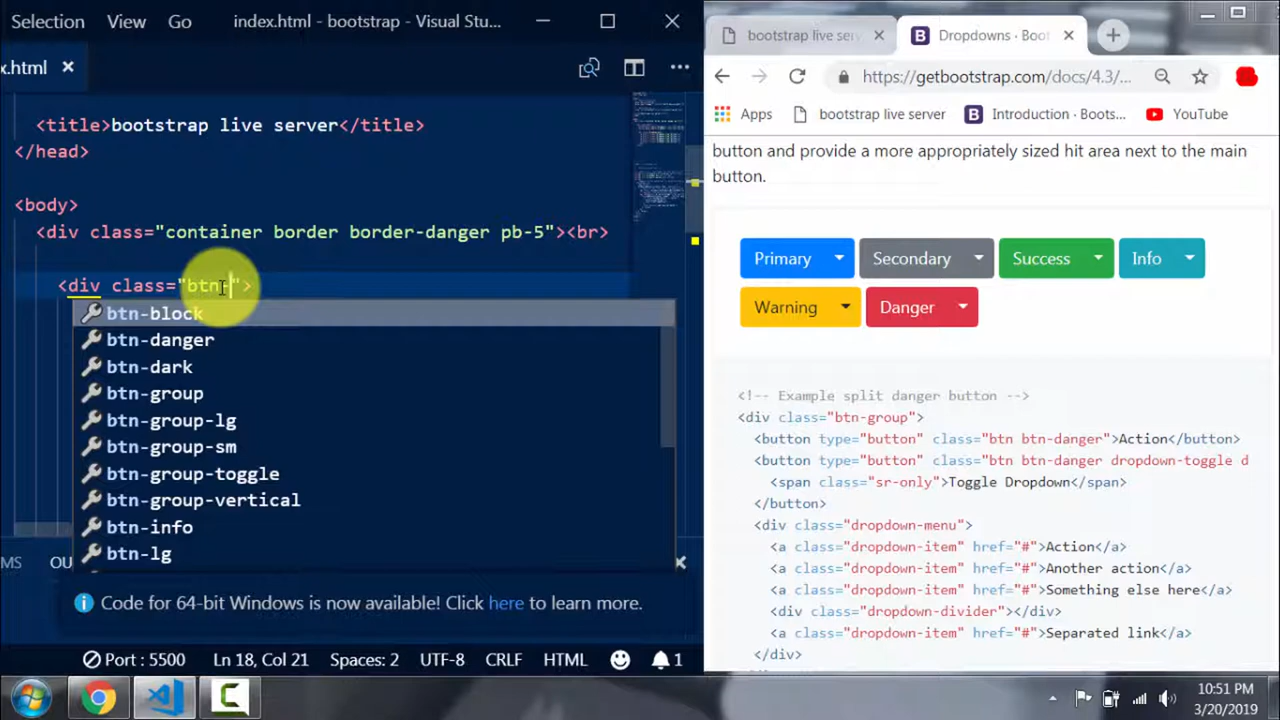 Selection View Go index.html - bootstrap - Visual Stu...
x.html
<title>bootstrap live server</title>
</head>
<body>
<div class="container border border-danger pb-5"><br>
<div class="btn-">
btn-block
btn-danger
btn-dark
btn-group
btn-group-lg
btn-group-sm
btn-group-toggle
btn-group-vertical
btn-info
btn-lg
MS OU
Code for 64-bit Windows is now available! Click here to learn more.
Port : 5500 Ln 18, Col 21 Spaces: 2 UTF-8 CRLF HTML 1
bootstrap live serv Dropdowns · Boot
https://getbootstrap.com/docs/4.3/...
Apps bootstrap live server Introduction · Boots... YouTube
button and provide a more appropriately sized hit area next to the main
button.
Primary Secondary Success Info
Warning Danger
<!-- Example split danger button -->
<div class="btn-group">
<button type="button" class="btn btn-danger">Action</button>
<button type="button" class="btn btn-danger dropdown-toggle d
<span class="sr-only">Toggle Dropdown</span>
</button>
<div class="dropdown-menu">
<a class="dropdown-item" href="#">Action</a>
<a class="dropdown-item" href="#">Another action</a>
<a class="dropdown-item" href="#">Something else here</a>
<div class="dropdown-divider"></div>
<a class="dropdown-item" href="#">Separated link</a>
</div>
10:51 PM
3/20/2019